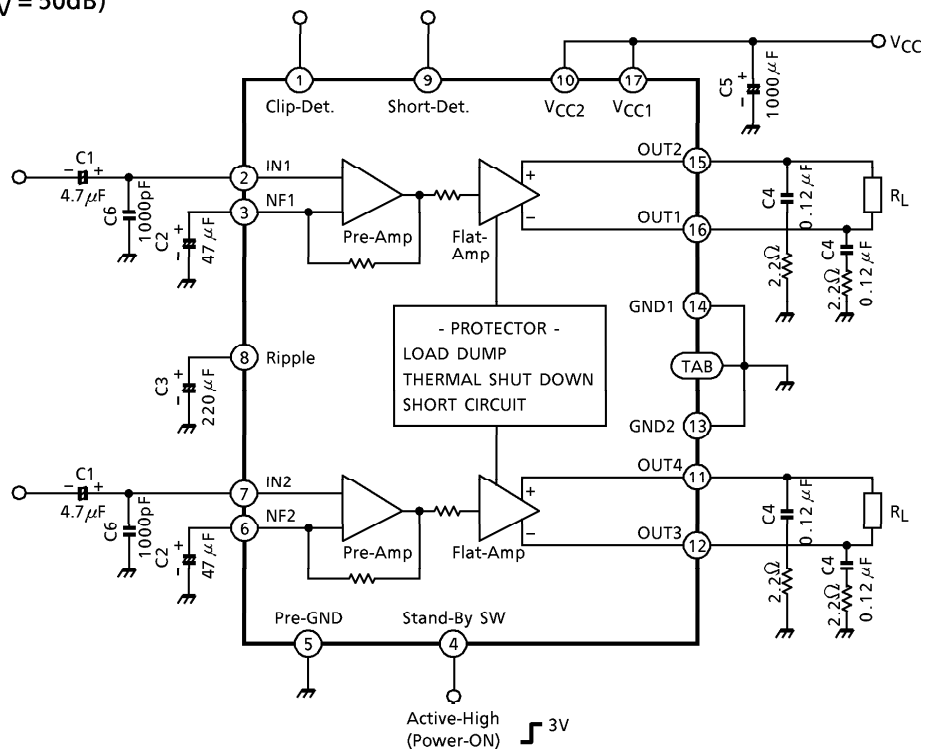 V = 50dB)
1
9
10
17
VCC
Clip-Det.
Short-Det.
VCC2
VCC1
C5
+
-
1000μF
C1
- +
4.7μF
C6
1000pF
2
IN1
3
NF1
C2
+
-
47μF
Pre-Amp
Flat-
Amp
+
-
OUT2
15
OUT1
16
C4
0.12μF
2.2Ω
C4
0.12μF
2.2Ω
RL
8
Ripple
C3
+
-
220μF
- PROTECTOR -
LOAD DUMP
THERMAL SHUT DOWN
SHORT CIRCUIT
GND1
14
TAB
GND2
13
C1
- +
4.7μF
C6
1000pF
7
IN2
6
NF2
C2
+
-
47μF
Pre-Amp
Flat-Amp
+
-
OUT4
11
OUT3
12
C4
0.12μF
2.2Ω
C4
0.12μF
2.2Ω
RL
Pre-GND
Stand-By SW
5
4
Active-High
(Power-ON)
3V